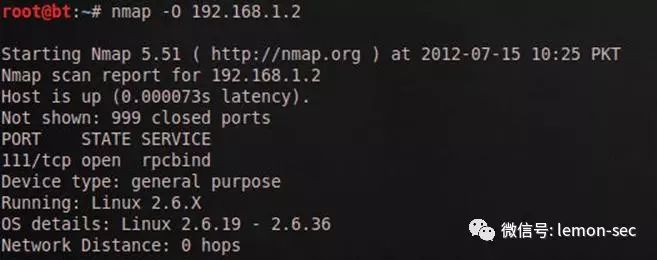 root@bt:~# nmap -O 192.168.1.2
Starting Nmap 5.51 ( http://nmap.org ) at 2012-07-15 10:25 PKT
Nmap scan report for 192.168.1.2
Host is up (0.000073s latency).
Not shown: 999 closed ports
PORT    STATE SERVICE
111/tcp open  rpcbind
Device type: general purpose
Running: Linux 2.6.X
OS details: Linux 2.6.19 - 2.6.36
Network Distance: 0 hops
微信号: lemon-sec